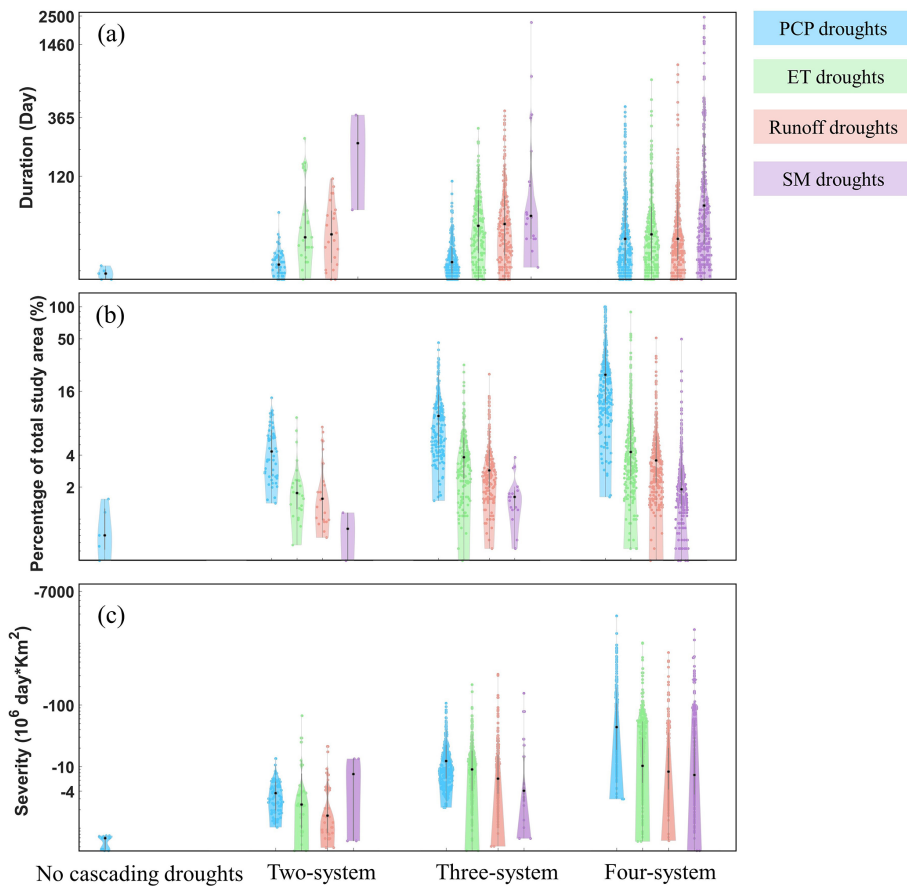 2500
1460
365
120
Duration (Day)
(a)
PCP droughts
ET droughts
Runoff droughts
SM droughts
100
50
16
4
2
Percentage of total study area (%)
(b)
-7000
-100
-10
-4
Severity (10⁶ day*Km²)
(c)
No cascading droughts
Two-system
Three-system
Four-system